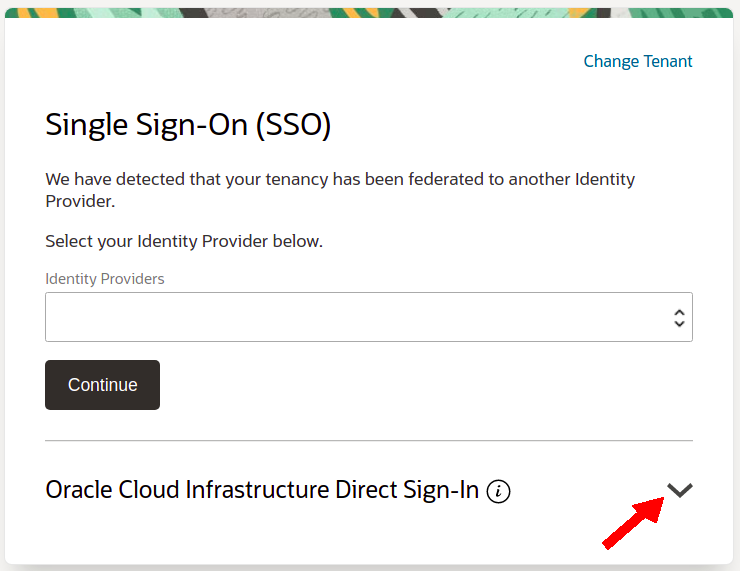 Change Tenant
Single Sign-On (SSO)
We have detected that your tenancy has been federated to another Identity
Provider.
Select your Identity Provider below.
Identity Providers
Continue
Oracle Cloud Infrastructure Direct Sign-In i